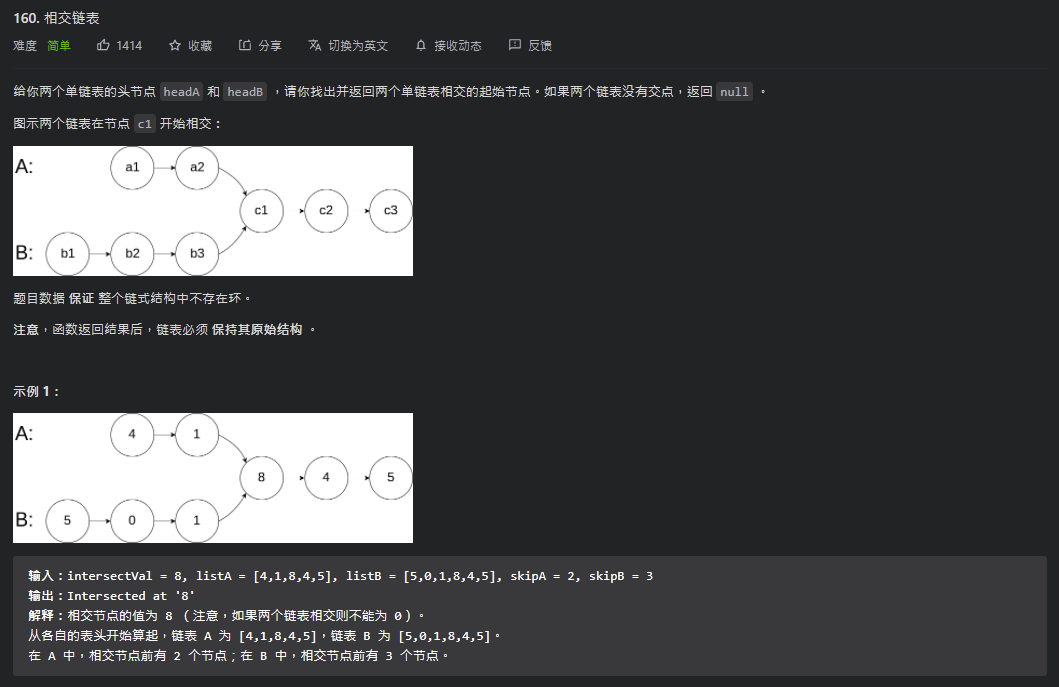 160. 相交链表
难度 简单 1414 收藏 分享 切换为英文 接收动态 反馈
给你两个单链表的头节点 headA 和 headB ，请你找出并返回两个单链表相交的起始节点。如果两个链表没有交点，返回 null 。
图示两个链表在节点 c1 开始相交：
A: a1 a2
c1 c2 c3
B: b1 b2 b3
题目数据 保证 整个链式结构中不存在环。
注意，函数返回结果后，链表必须 保持其原始结构 。
示例 1：
A: 4 1
8 4 5
B: 5 0 1
输入：intersectVal = 8, listA = [4,1,8,4,5], listB = [5,0,1,8,4,5], skipA = 2, skipB = 3
输出：Intersected at '8'
解释：相交节点的值为 8 （注意，如果两个链表相交则不能为 0）。
从各自的表头开始算起，链表 A 为 [4,1,8,4,5]，链表 B 为 [5,0,1,8,4,5]。
在 A 中，相交节点前有 2 个节点；在 B 中，相交节点前有 3 个节点。